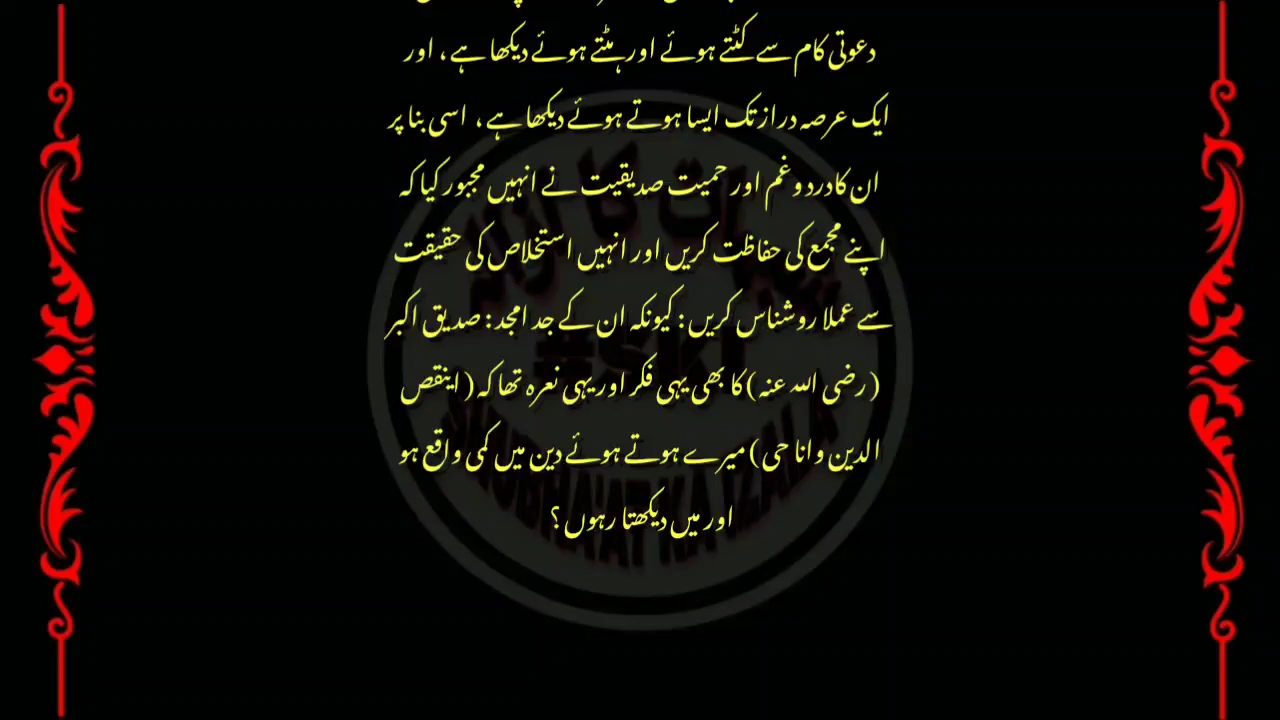 دعوتی کام سے کٹتے ہوئے اور ہٹتے ہوئے دیکھا ہے، اور
ایک عرصہ دراز تک ایسا ہوتے ہوئے دیکھا ہے، اسی بنا پر
ان کا درد و غم اور حمیت صدیقیت نے انہیں مجبور کیا کہ
اپنے مجمع کی حفاظت کریں اور انہیں استخلاص کی حقیقت
سے عملا روشناس کریں: کیونکہ ان کے جد امجد: صدیق اکبر
(رضی اللہ عنہ) کا بھی یہی فکر اور یہی نعرہ تھا کہ (اینقص
الدین وانا حی) میرے ہوتے ہوئے دین میں کمی واقع ہو
اور میں دیکھتا رہوں؟
#SKI
SHUBHAAT KA IZALA